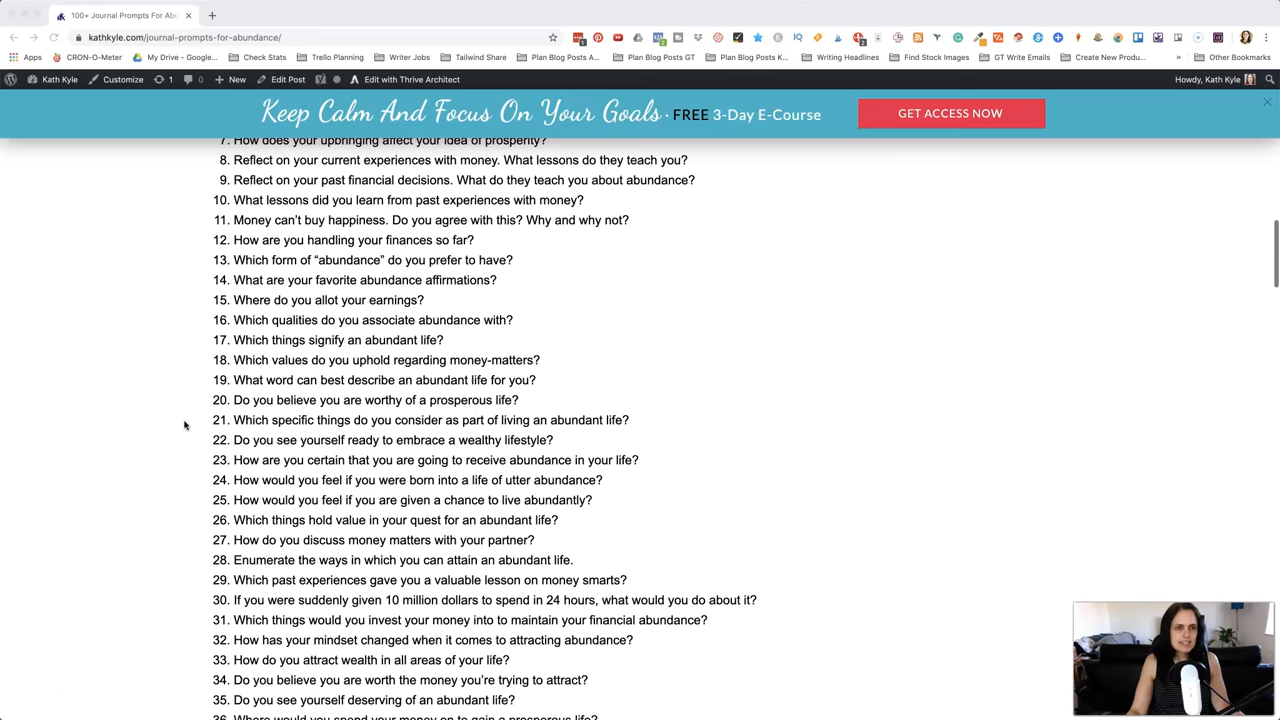 100+ Journal Prompts For Abu
kathkyle.com/journal-prompts-for-abundance/
Apps CRON-O-Meter My Drive - Google... Check Stats Trello Planning Writer Jobs Tailwind Share Plan Blog Posts A... Plan Blog Posts GT Plan Blog Posts K... Writing Headlines Find Stock Images GT Write Emails Create New Produ... Other Bookmarks
Kath Kyle Customize 1 0 New Edit Post Edit with Thrive Architect Howdy, Kath Kyle
Keep Calm And Focus On Your Goals · FREE 3-Day E-Course GET ACCESS NOW
7. How does your upbringing affect your idea of prosperity?
8. Reflect on your current experiences with money. What lessons do they teach you?
9. Reflect on your past financial decisions. What do they teach you about abundance?
10. What lessons did you learn from past experiences with money?
11. Money can’t buy happiness. Do you agree with this? Why and why not?
12. How are you handling your finances so far?
13. Which form of “abundance” do you prefer to have?
14. What are your favorite abundance affirmations?
15. Where do you allot your earnings?
16. Which qualities do you associate abundance with?
17. Which things signify an abundant life?
18. Which values do you uphold regarding money-matters?
19. What word can best describe an abundant life for you?
20. Do you believe you are worthy of a prosperous life?
21. Which specific things do you consider as part of living an abundant life?
22. Do you see yourself ready to embrace a wealthy lifestyle?
23. How are you certain that you are going to receive abundance in your life?
24. How would you feel if you were born into a life of utter abundance?
25. How would you feel if you are given a chance to live abundantly?
26. Which things hold value in your quest for an abundant life?
27. How do you discuss money matters with your partner?
28. Enumerate the ways in which you can attain an abundant life.
29. Which past experiences gave you a valuable lesson on money smarts?
30. If you were suddenly given 10 million dollars to spend in 24 hours, what would you do about it?
31. Which things would you invest your money into to maintain your financial abundance?
32. How has your mindset changed when it comes to attracting abundance?
33. How do you attract wealth in all areas of your life?
34. Do you believe you are worth the money you’re trying to attract?
35. Do you see yourself deserving of an abundant life?
36. Where would you spend your money on to gain a prosperous life?